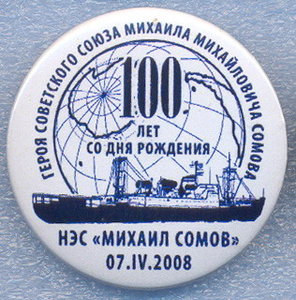 ГЕРОЯ СОВЕТСКОГО СОЮЗА МИХАИЛА МИХАЙЛОВИЧА СОМОВА
100
ЛЕТ
СО ДНЯ РОЖДЕНИЯ
НЭС «МИХАИЛ СОМОВ»
07.IV.2008